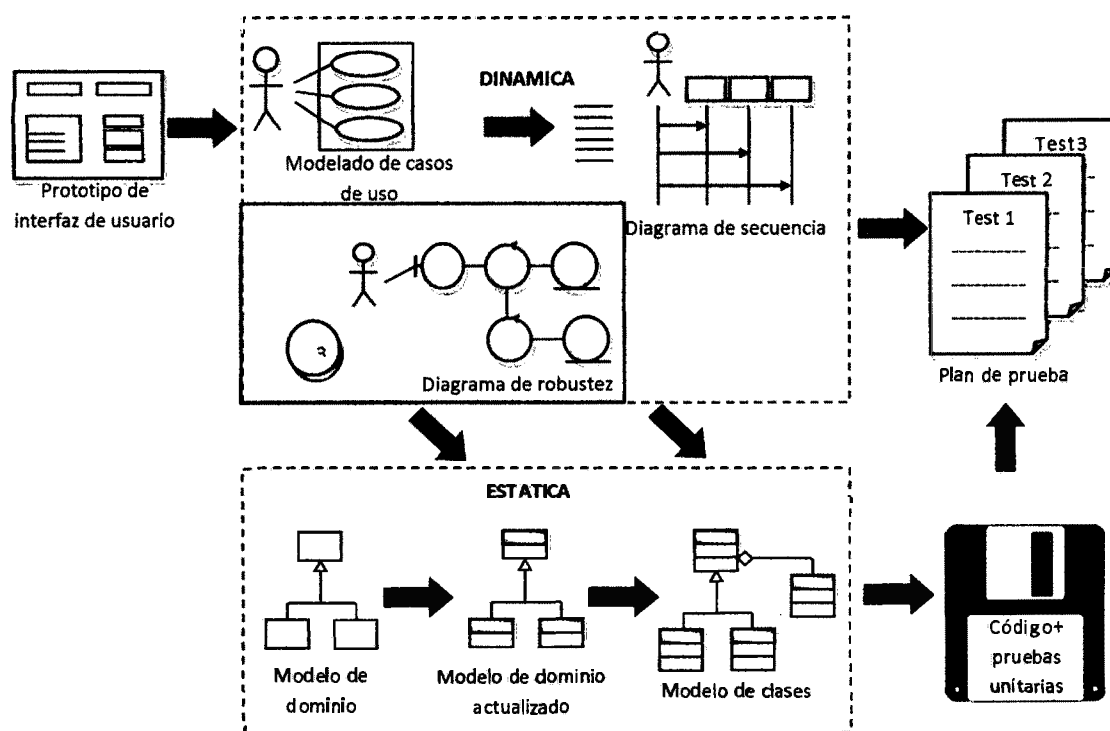 DINAMICA
Modelado de casos
de uso
Prototipo de
interfaz de usuario
Diagrama de secuencia
Diagrama de robustez
Test3
Test 2
Test 1
Plan de prueba
ESTATICA
Modelo de
dominio
Modelo de dominio
actualizado
Modelo de clases
Código+
pruebas
unitarias